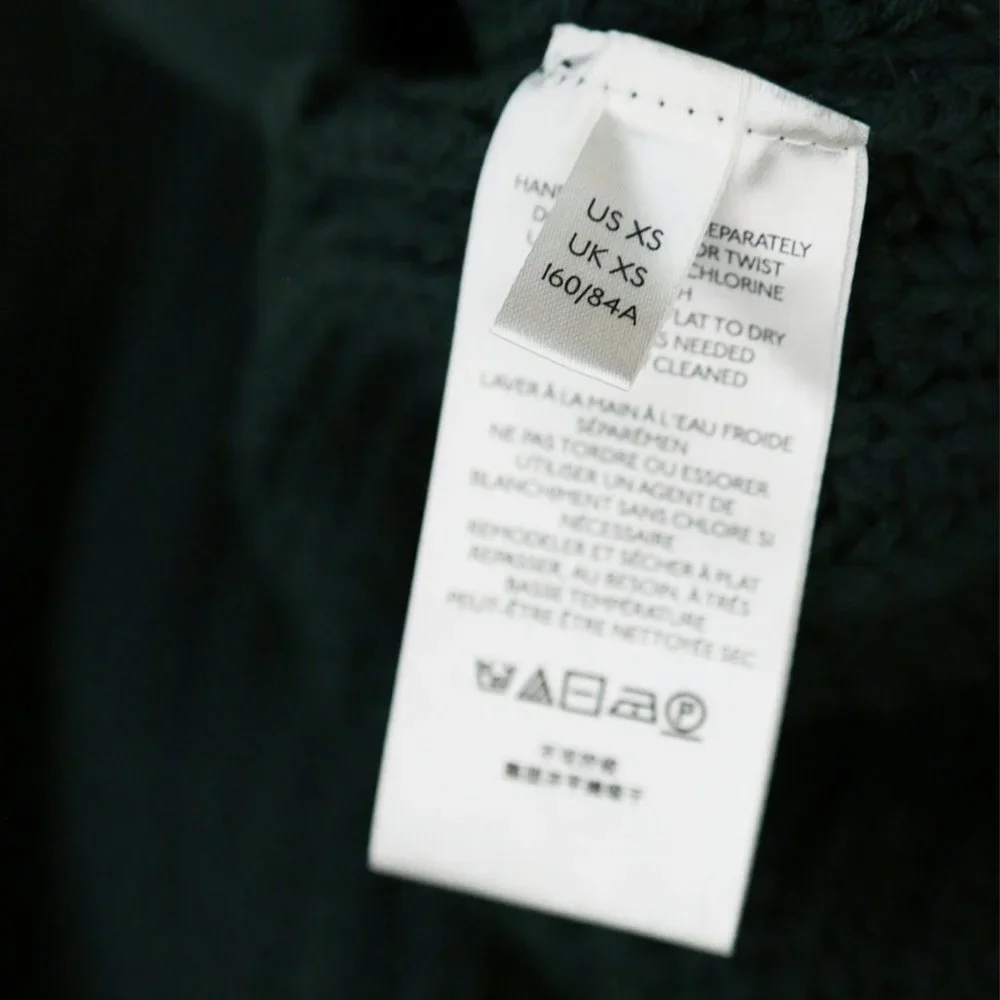 US XS
UK XS
160/84A
HAN EPARATELY
D OR TWIST
U CHLORINE
H
LAT TO DRY
S NEEDED
CLEANED
LAVER À LA MAIN À L'EAU FROIDE
SÉPARÉMEN
NE PAS TORDRE OU ESSORER
UTILISER UN AGENT DE
BLANCHIMENT SANS CHLORE SI
NÉCESSAIRE
REMODELER ET SÉCHER À PLAT
REPASSER, AU BESOIN, À TRÉS
BASSE TEMPÉRATURE
PEUT-ÊTRE ÊTRE NETTOYÉE SEC
P